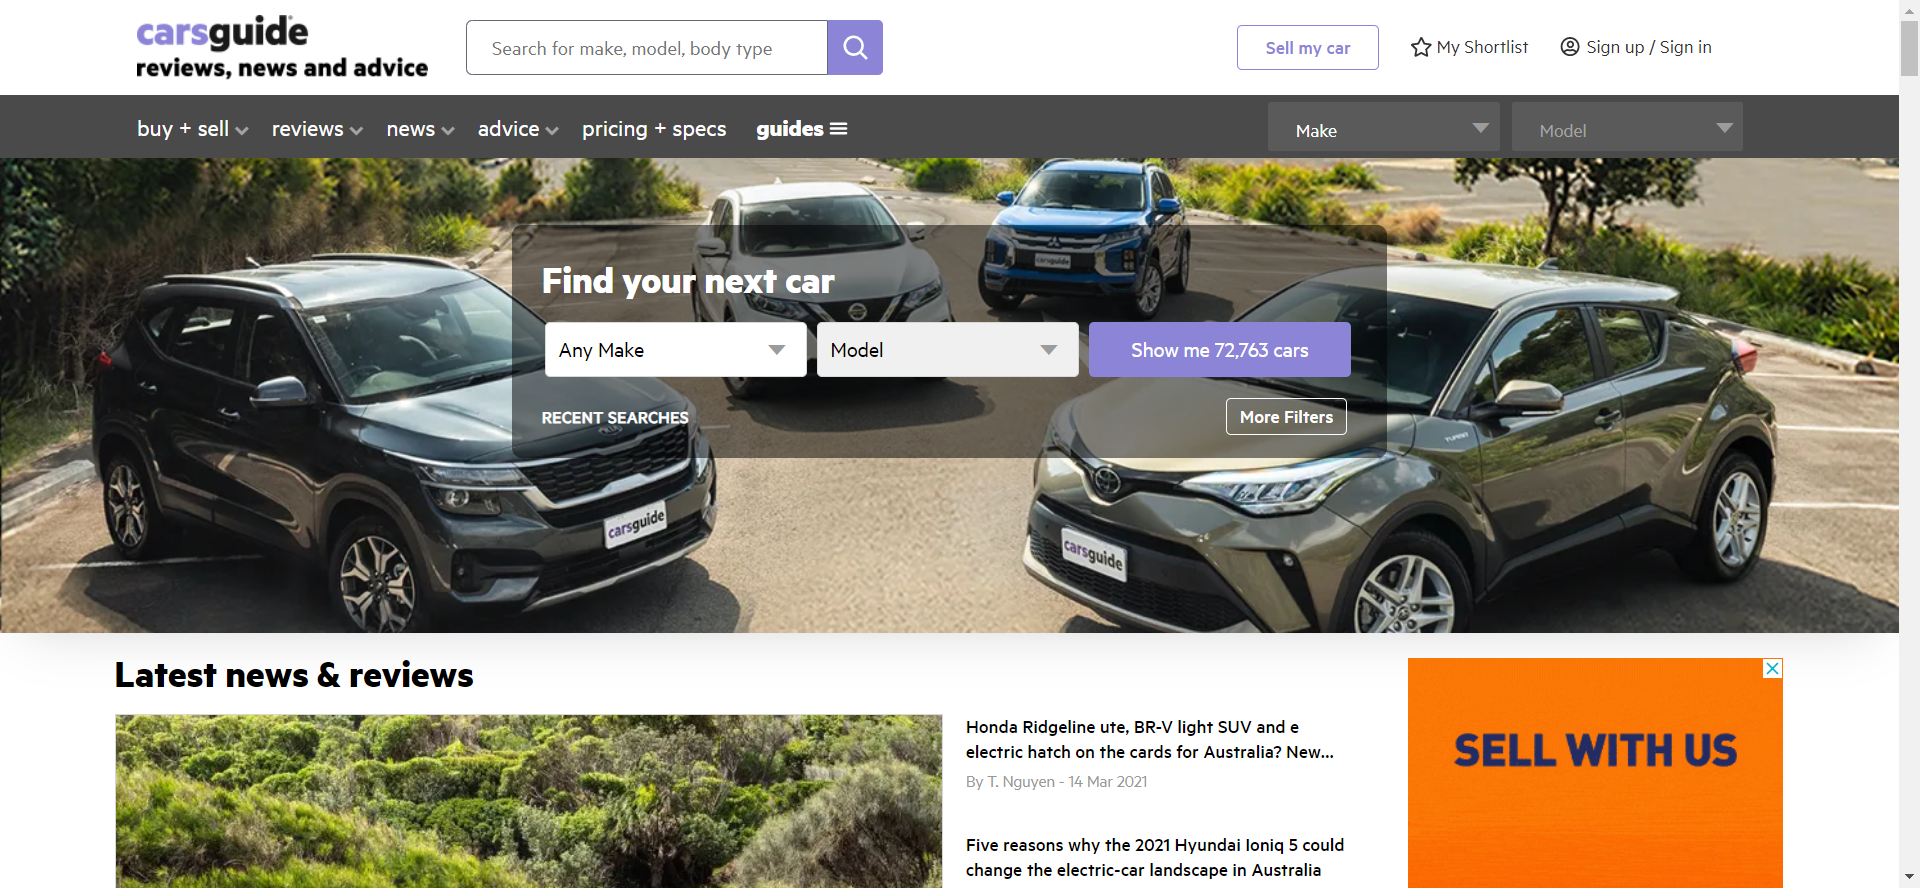 carsguide
reviews, news and advice
Search for make, model, body type
Sell my car
My Shortlist
Sign up / Sign in
buy + sell
reviews
news
advice
pricing + specs
guides
Make
Model
Find your next car
Any Make
Model
Show me 72,763 cars
RECENT SEARCHES
More Filters
carsguide
carsguide
carsguide
Latest news & reviews
Honda Ridgeline ute, BR-V light SUV and e
electric hatch on the cards for Australia? New...
By T. Nguyen - 14 Mar 2021
Five reasons why the 2021 Hyundai Ioniq 5 could
change the electric-car landscape in Australia
SELL WITH US